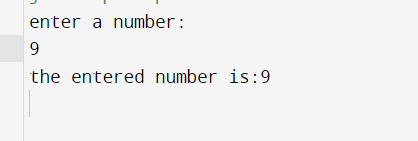 enter a number:
9
the entered number is:9